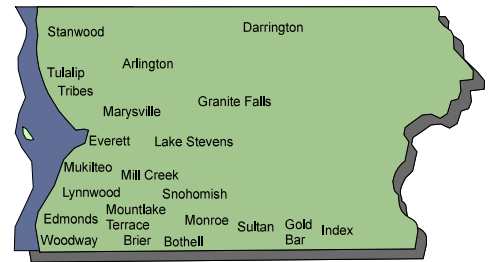 Stanwood
Darrington
Arlington
Tulalip
Tribes
Granite Falls
Marysville
Everett
Lake Stevens
Mukilteo
Mill Creek
Lynnwood
Snohomish
Mountlake
Terrace
Edmonds
Monroe
Sultan
Gold
Bar
Index
Woodway
Brier
Bothell